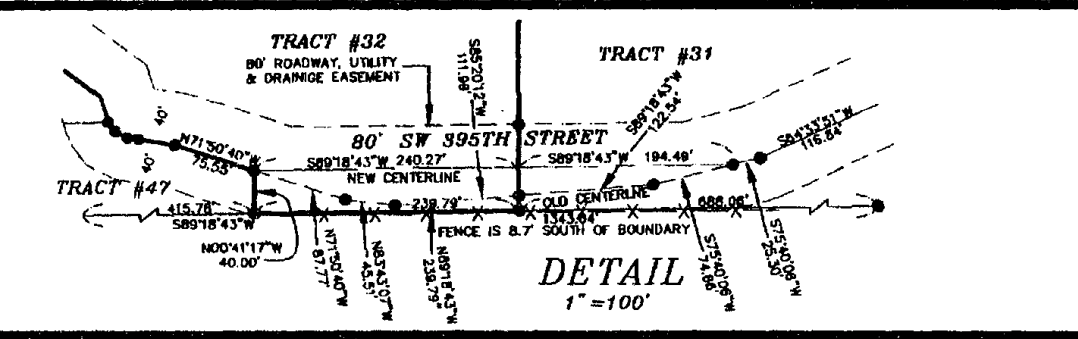 TRACT #32
80' ROADWAY, UTILITY
& DRAINIGE EASEMENT
S85°20'12"W
111.98'
TRACT #31
S89°18'43"W
122.54'
S64°33'51"W
116.64'
40'
40'
N71°50'40"W
75.55'
80' SW 395TH STREET
S89°18'43"W 240.27'
NEW CENTERLINE
S89°18'43"W 194.49'
TRACT #47
415.78'
S89°18'43"W
239.79'
OLD CENTERLINE
1343.64'
688.06'
FENCE IS 8.7' SOUTH OF BOUNDARY
N00°41'17"W
40.00'
N71°50'40"W
87.77'
N83°43'07"W
45.51'
N89°18'43"W
239.79'
S75°40'06"W
74.86'
S75°40'06"W
25.30'
DETAIL
1"=100'